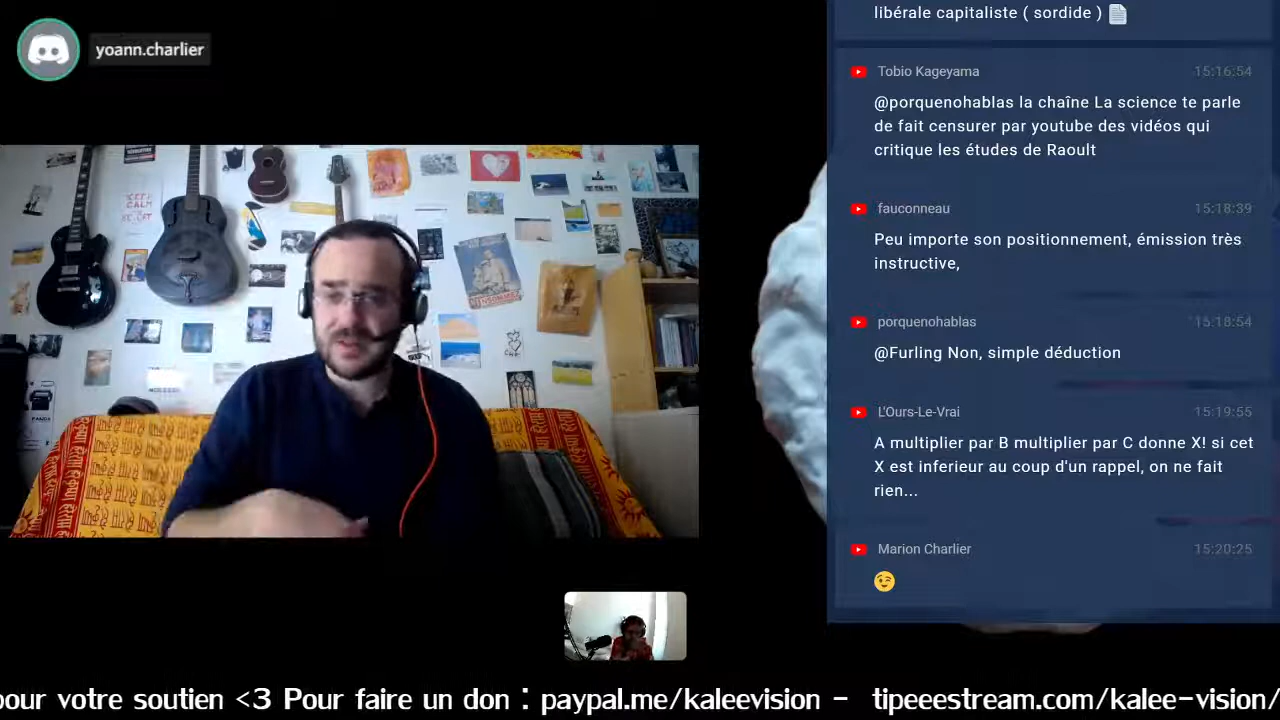 yoann.charlier
libérale capitaliste ( sordide )
Tobio Kageyama 15:16:54
@porquenohablas la chaîne La science te parle
de fait censurer par youtube des vidéos qui
critique les études de Raoult
fauconneau 15:18:39
Peu importe son positionnement, émission très
instructive,
porquenohablas 15:18:54
@Furling Non, simple déduction
L'Ours-Le-Vrai 15:19:55
A multiplier par B multiplier par C donne X! si cet
X est inferieur au coup d'un rappel, on ne fait
rien...
Marion Charlier 15:20:25
pour votre soutien <3 Pour faire un don : paypal.me/kaleevision – tipeeestream.com/kalee-vision/